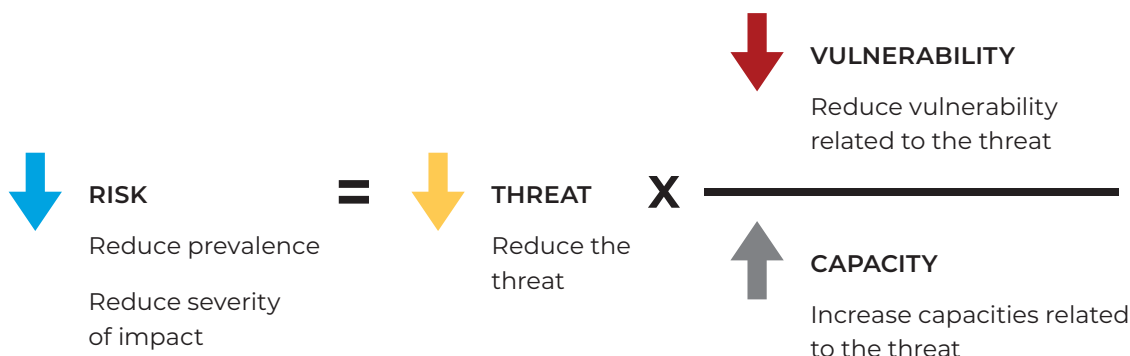 RISK
Reduce prevalence
Reduce severity
of impact
=
THREAT
Reduce the
threat
X
VULNERABILITY
Reduce vulnerability
related to the threat
CAPACITY
Increase capacities related
to the threat